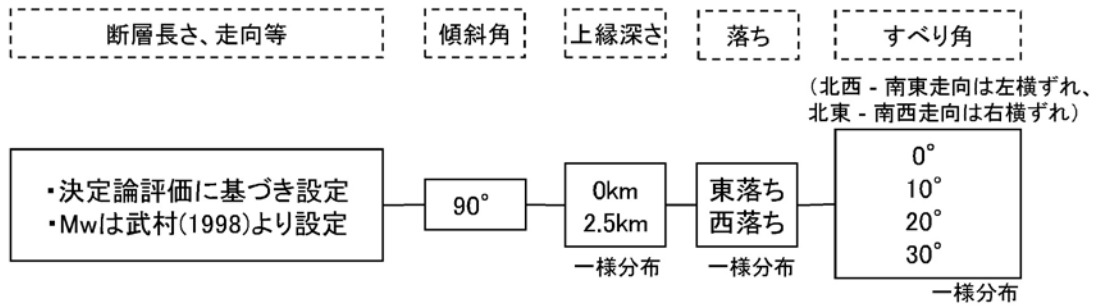 断層長さ、走向等
傾斜角
上縁深さ
落ち
すべり角
（北西 - 南東走向は左横ずれ、
北東 - 南西走向は右横ずれ）
・決定論評価に基づき設定
・Mwは武村(1998)より設定
90°
0km
2.5km
一様分布
東落ち
西落ち
一様分布
0°
10°
20°
30°
一様分布